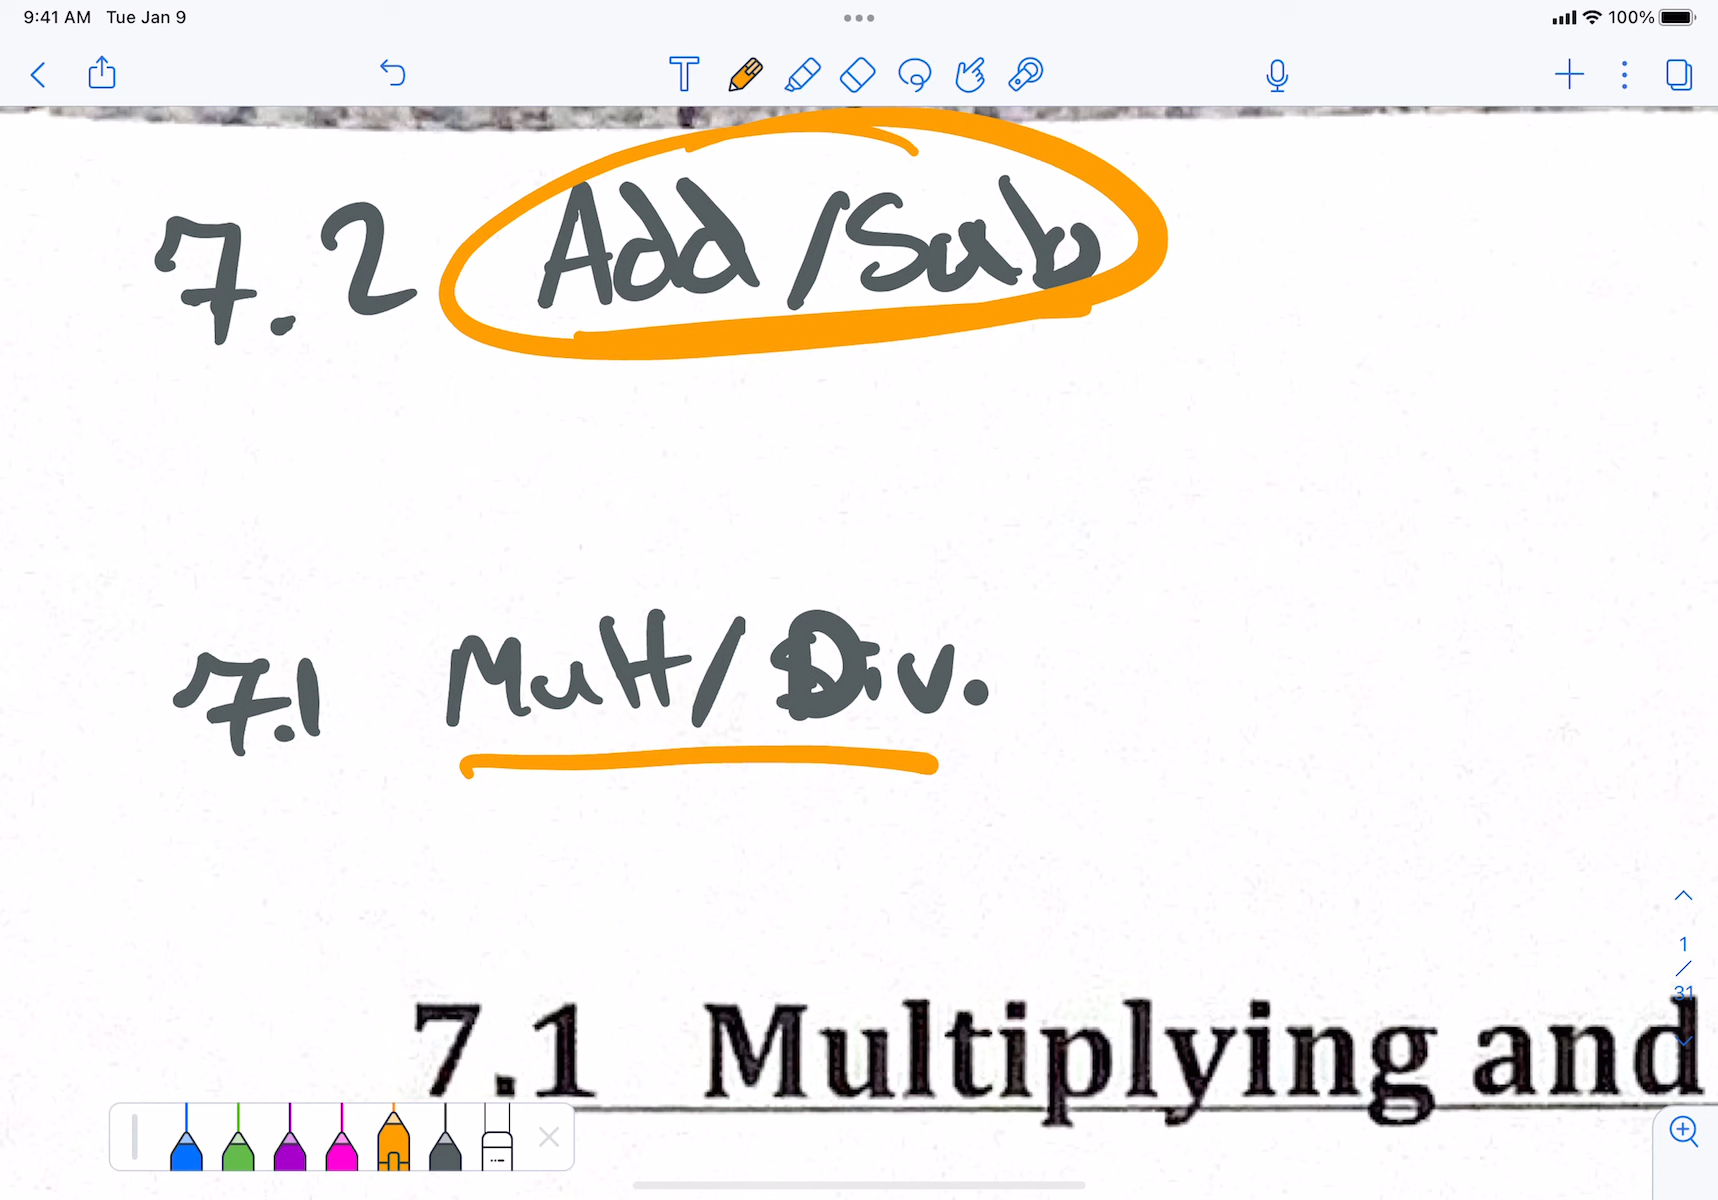 9:41 AM Tue Jan 9 100%
7.2 Add/Sub
7.1 Mult/Div.
1
/
31
7.1 Multiplying and